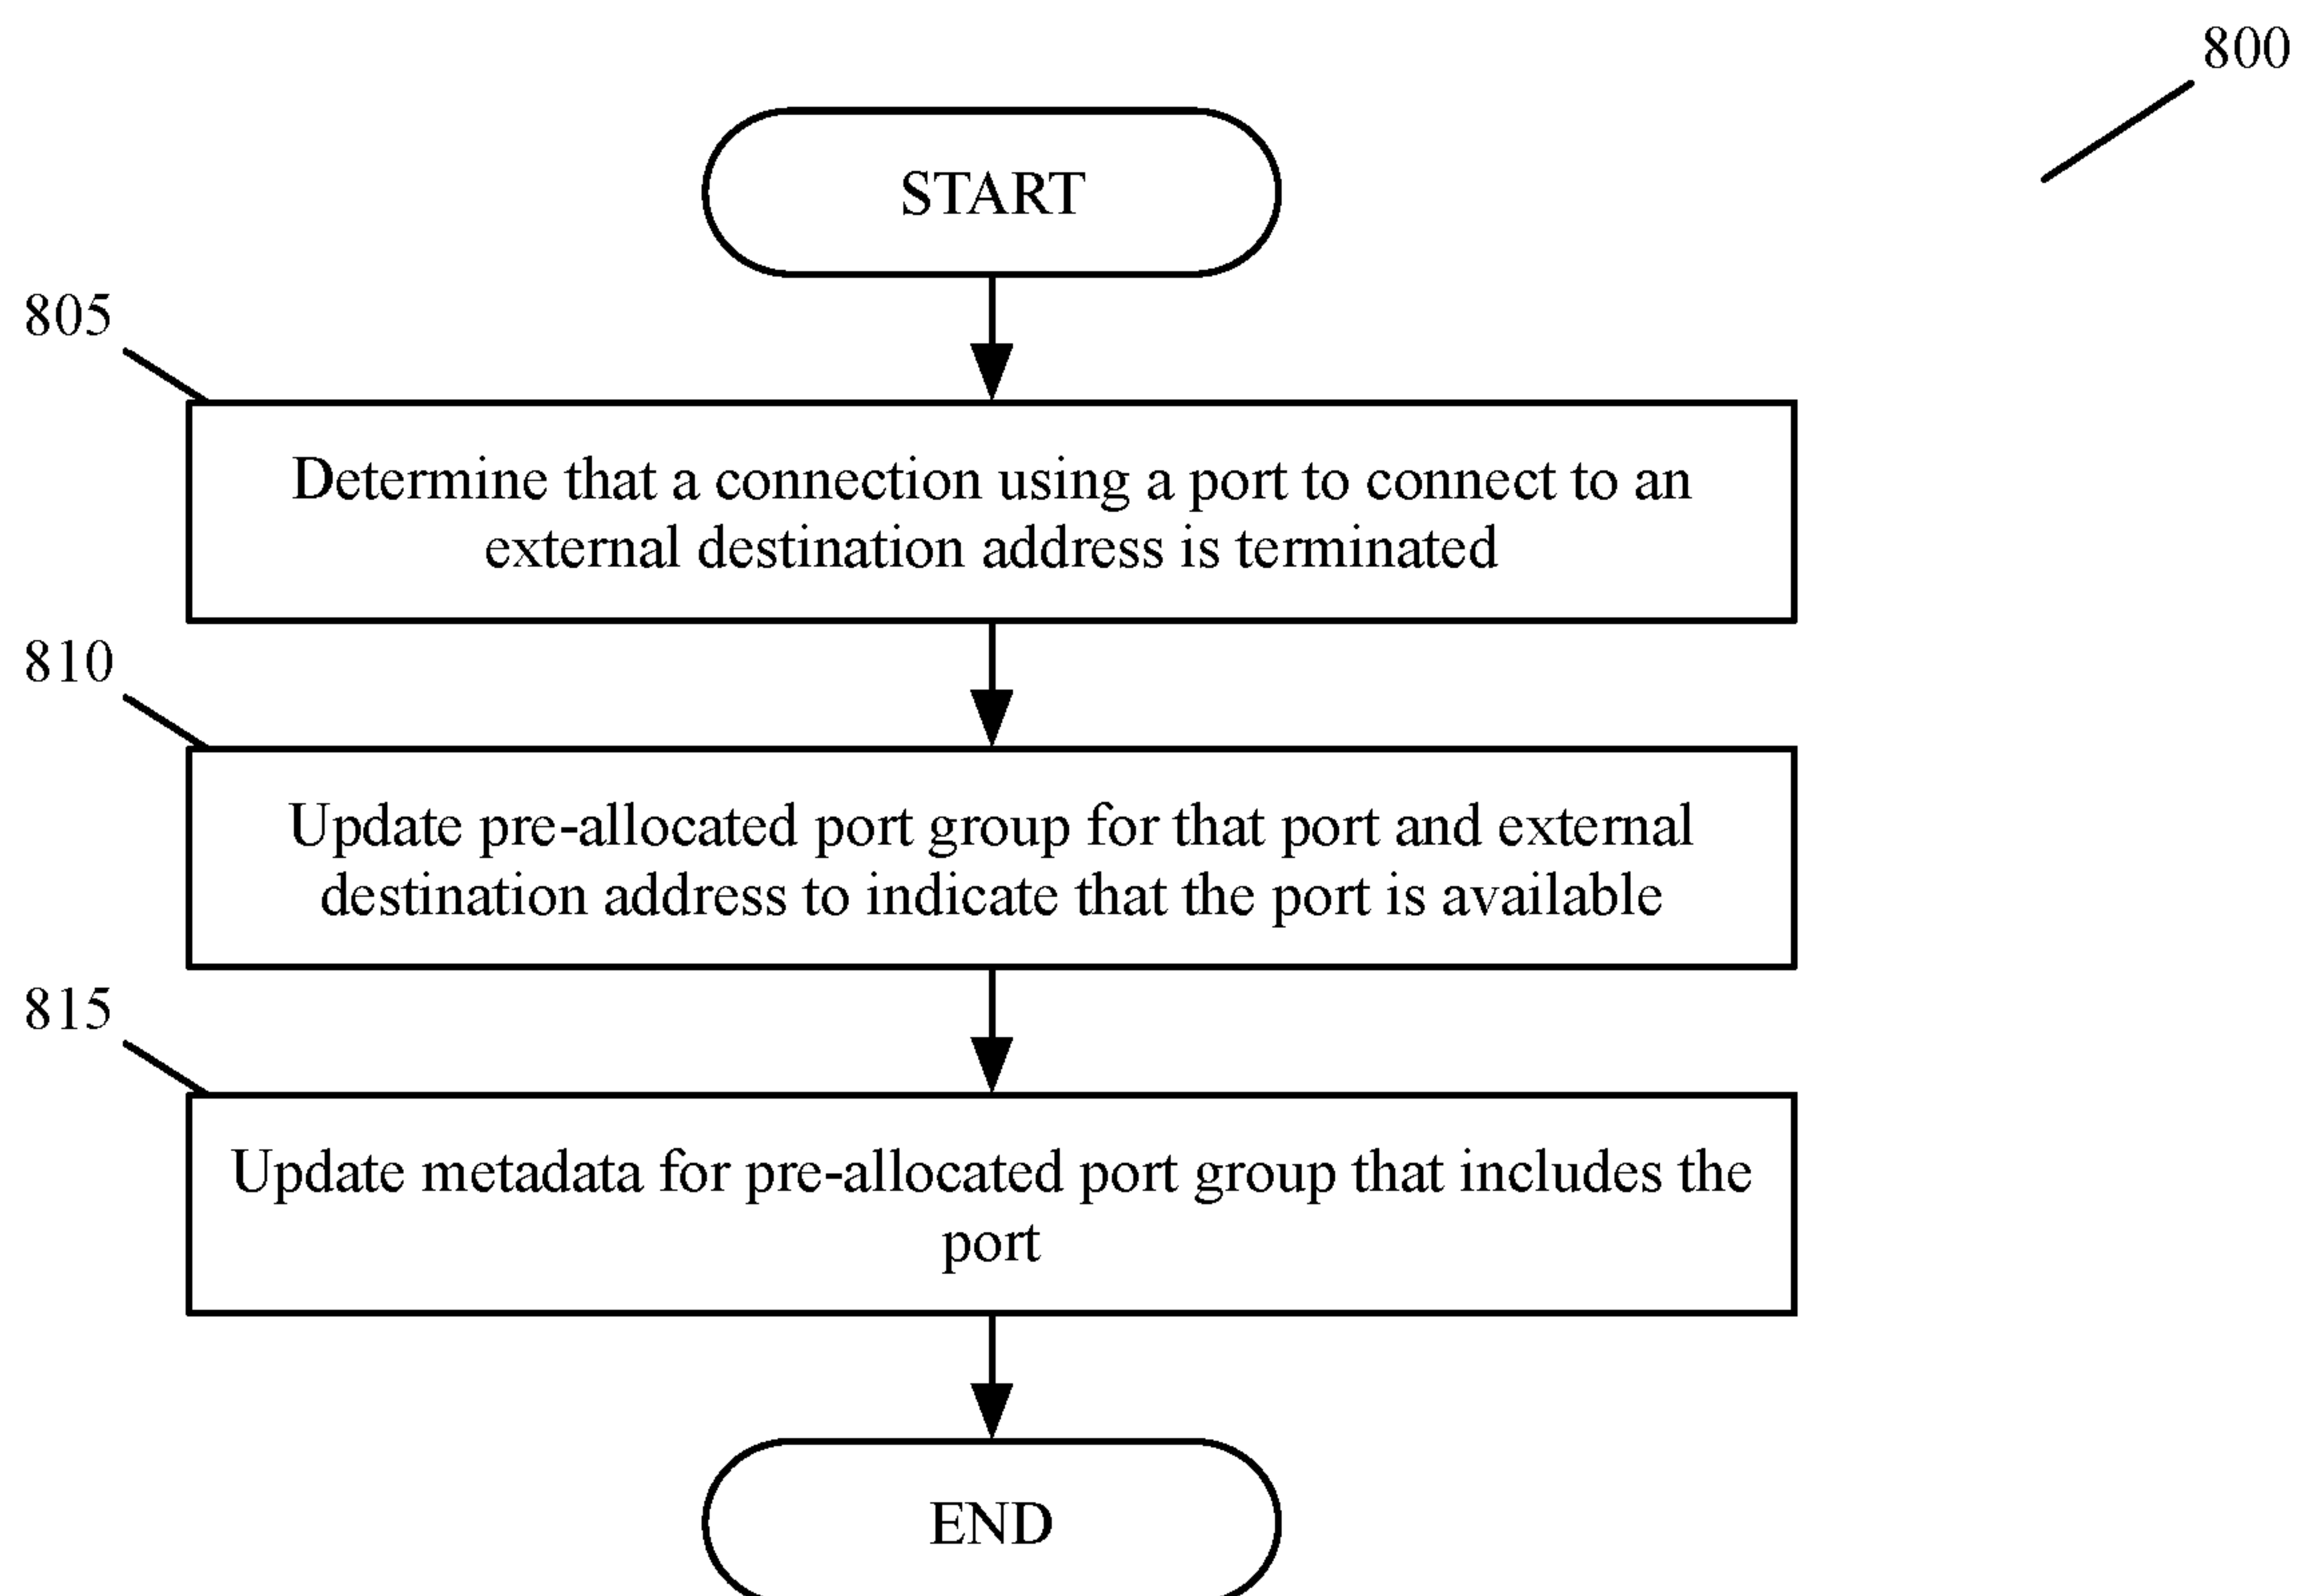 800
START
805
Determine that a connection using a port to connect to an
external destination address is terminated
810
Update pre-allocated port group for that port and external
destination address to indicate that the port is available
815
Update metadata for pre-allocated port group that includes the
port
END